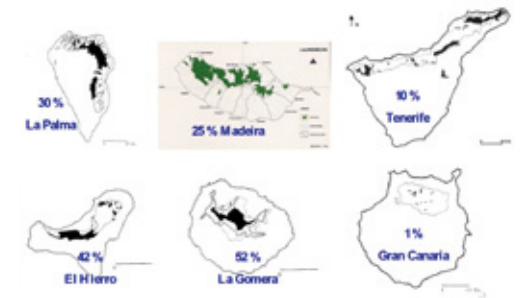 30 %
La Palma
25 % Madeira
10 %
Tenerife
42 %
El Hierro
52 %
La Gomera
1 %
Gran Canaria